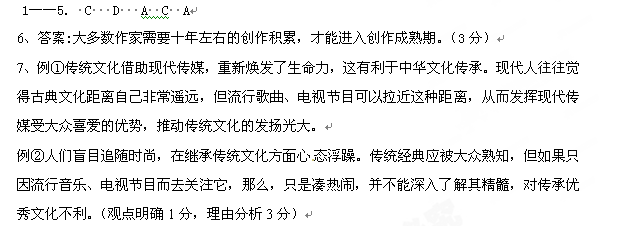 1——5. ·C···D···A··C··A
6、答案:大多数作家需要十年左右的创作积累，才能进入创作成熟期。（3 分）
7、例①传统文化借助现代传媒，重新焕发了生命力，这有利于中华文化传承。现代人往往觉
得古典文化距离自己非常遥远，但流行歌曲、电视节目可以拉近这种距离，从而发挥现代传
媒受大众喜爱的优势，推动传统文化的发扬光大。
例②人们盲目追随时尚，在继承传统文化方面心态浮躁。传统经典应被大众熟知，但如果只
因流行音乐、电视节目而去关注它，那么，只是凑热闹，并不能深入了解其精髓，对传承优
秀文化不利。（观点明确 1 分，理由分析 3 分）